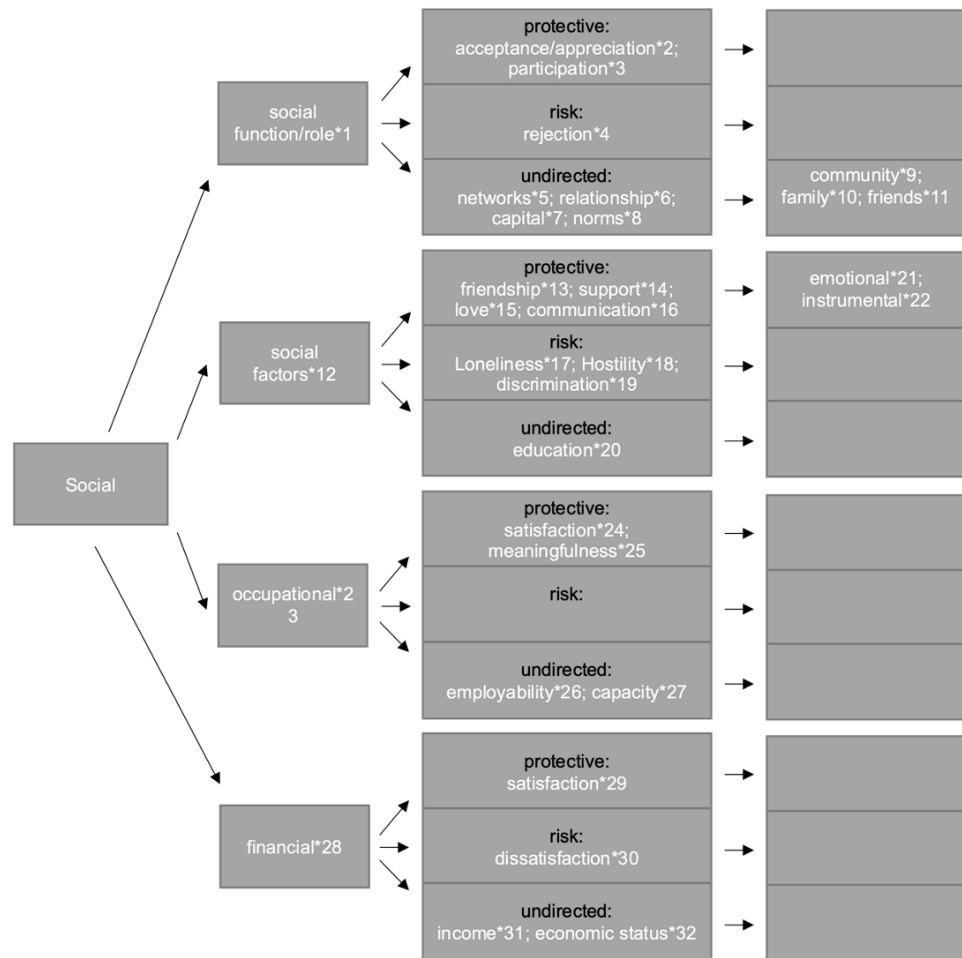 Social
social
function/role*1
protective:
acceptance/appreciation*2;
participation*3
risk:
rejection*4
undirected:
networks*5; relationship*6;
capital*7; norms*8
community*9;
family*10; friends*11
social
factors*12
protective:
friendship*13; support*14;
love*15; communication*16
emotional*21;
instrumental*22
risk:
Loneliness*17; Hostility*18;
discrimination*19
undirected:
education*20
occupational*2
3
protective:
satisfaction*24;
meaningfulness*25
risk:
undirected:
employability*26; capacity*27
financial*28
protective:
satisfaction*29
risk:
dissatisfaction*30
undirected:
income*31; economic status*32